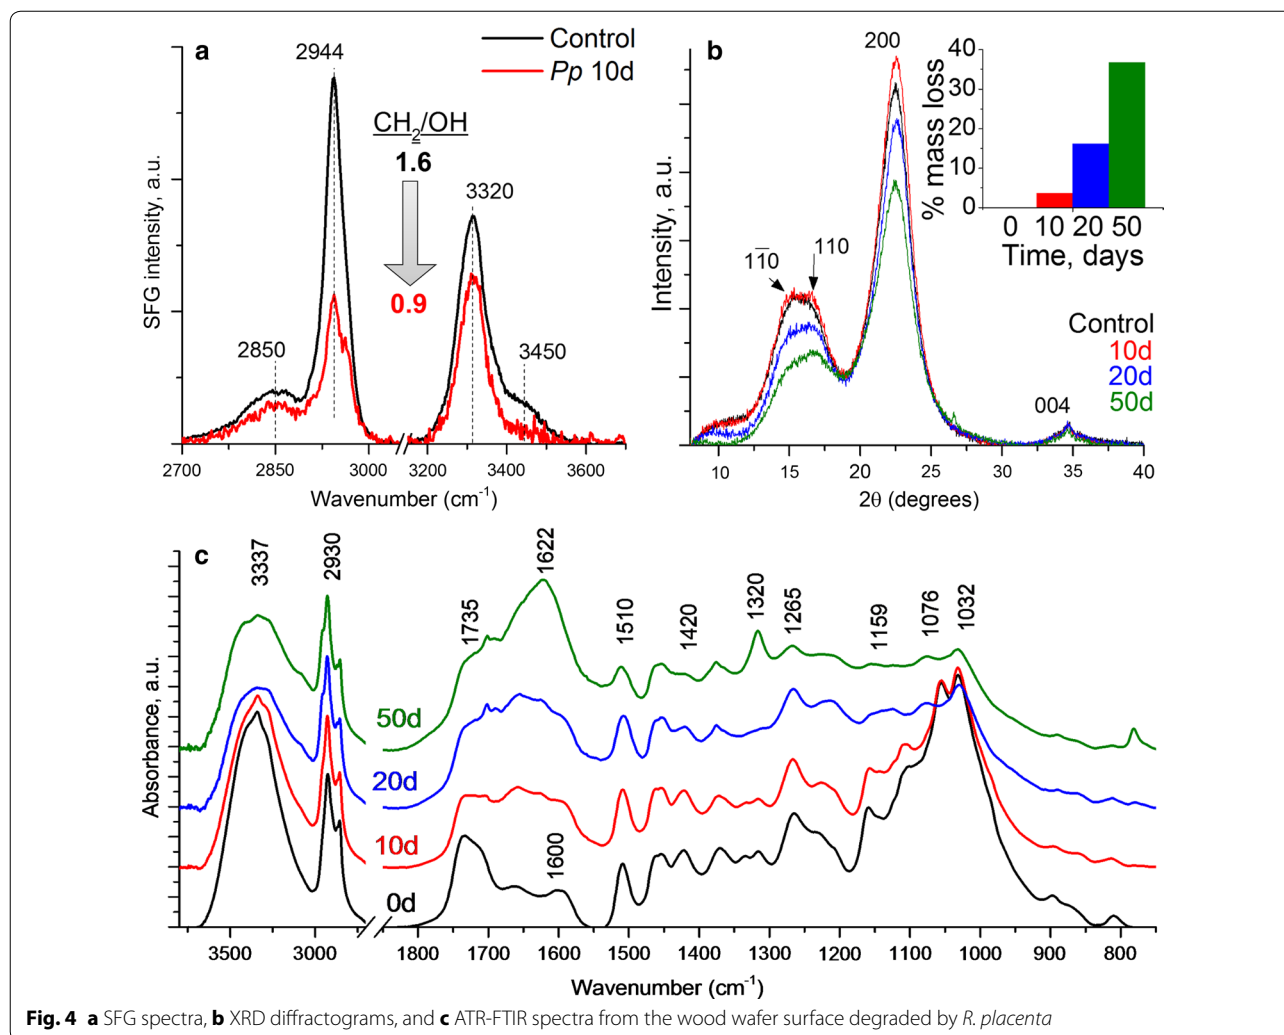 a
2944
Control
Pp 10d
CH2/OH
1.6
0.9
3320
2850
3450
SFG intensity, a.u.
2700 2850 3000 3200 3400 3600
Wavenumber (cm-1)
b
200
40
30
20
10
0
% mass loss
0 10 20 50
Time, days
11̅0
110
Intensity, a.u.
Control
10d
20d
50d
004
10 15 20 25 30 35 40
2θ (degrees)
c
3337
2930
1735
1622
1510
1420
1320
1265
1159
1076
1032
Absorbance, a.u.
50d
20d
10d
1600
0d
3500 3000 1800 1700 1600 1500 1400 1300 1200 1100 1000 900 800
Wavenumber (cm-1)
Fig. 4 a SFG spectra, b XRD diffractograms, and c ATR-FTIR spectra from the wood wafer surface degraded by R. placenta